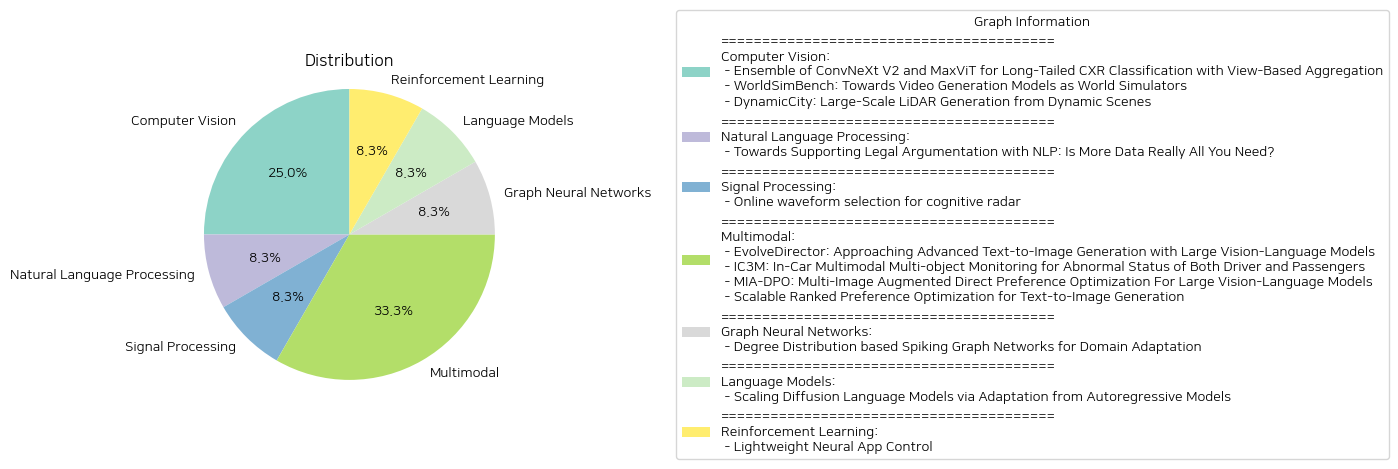 Distribution
Reinforcement Learning
Computer Vision
Language Models
8.3%
25.0%
8.3%
Graph Neural Networks
8.3%
8.3%
Natural Language Processing
8.3%
33.3%
Signal Processing
Multimodal
Graph Information
========================================
Computer Vision:
- Ensemble of ConvNeXt V2 and MaxViT for Long-Tailed CXR Classification with View-Based Aggregation
- WorldSimBench: Towards Video Generation Models as World Simulators
- DynamicCity: Large-Scale LiDAR Generation from Dynamic Scenes
========================================
Natural Language Processing:
- Towards Supporting Legal Argumentation with NLP: Is More Data Really All You Need?
========================================
Signal Processing:
- Online waveform selection for cognitive radar
========================================
Multimodal:
- EvolveDirector: Approaching Advanced Text-to-Image Generation with Large Vision-Language Models
- IC3M: In-Car Multimodal Multi-object Monitoring for Abnormal Status of Both Driver and Passengers
- MIA-DPO: Multi-Image Augmented Direct Preference Optimization For Large Vision-Language Models
- Scalable Ranked Preference Optimization for Text-to-Image Generation
========================================
Graph Neural Networks:
- Degree Distribution based Spiking Graph Networks for Domain Adaptation
========================================
Language Models:
- Scaling Diffusion Language Models via Adaptation from Autoregressive Models
========================================
Reinforcement Learning:
- Lightweight Neural App Control